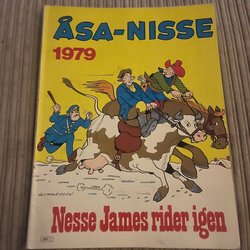 ÅSA-NISSE
1979
Nesse James rider igen